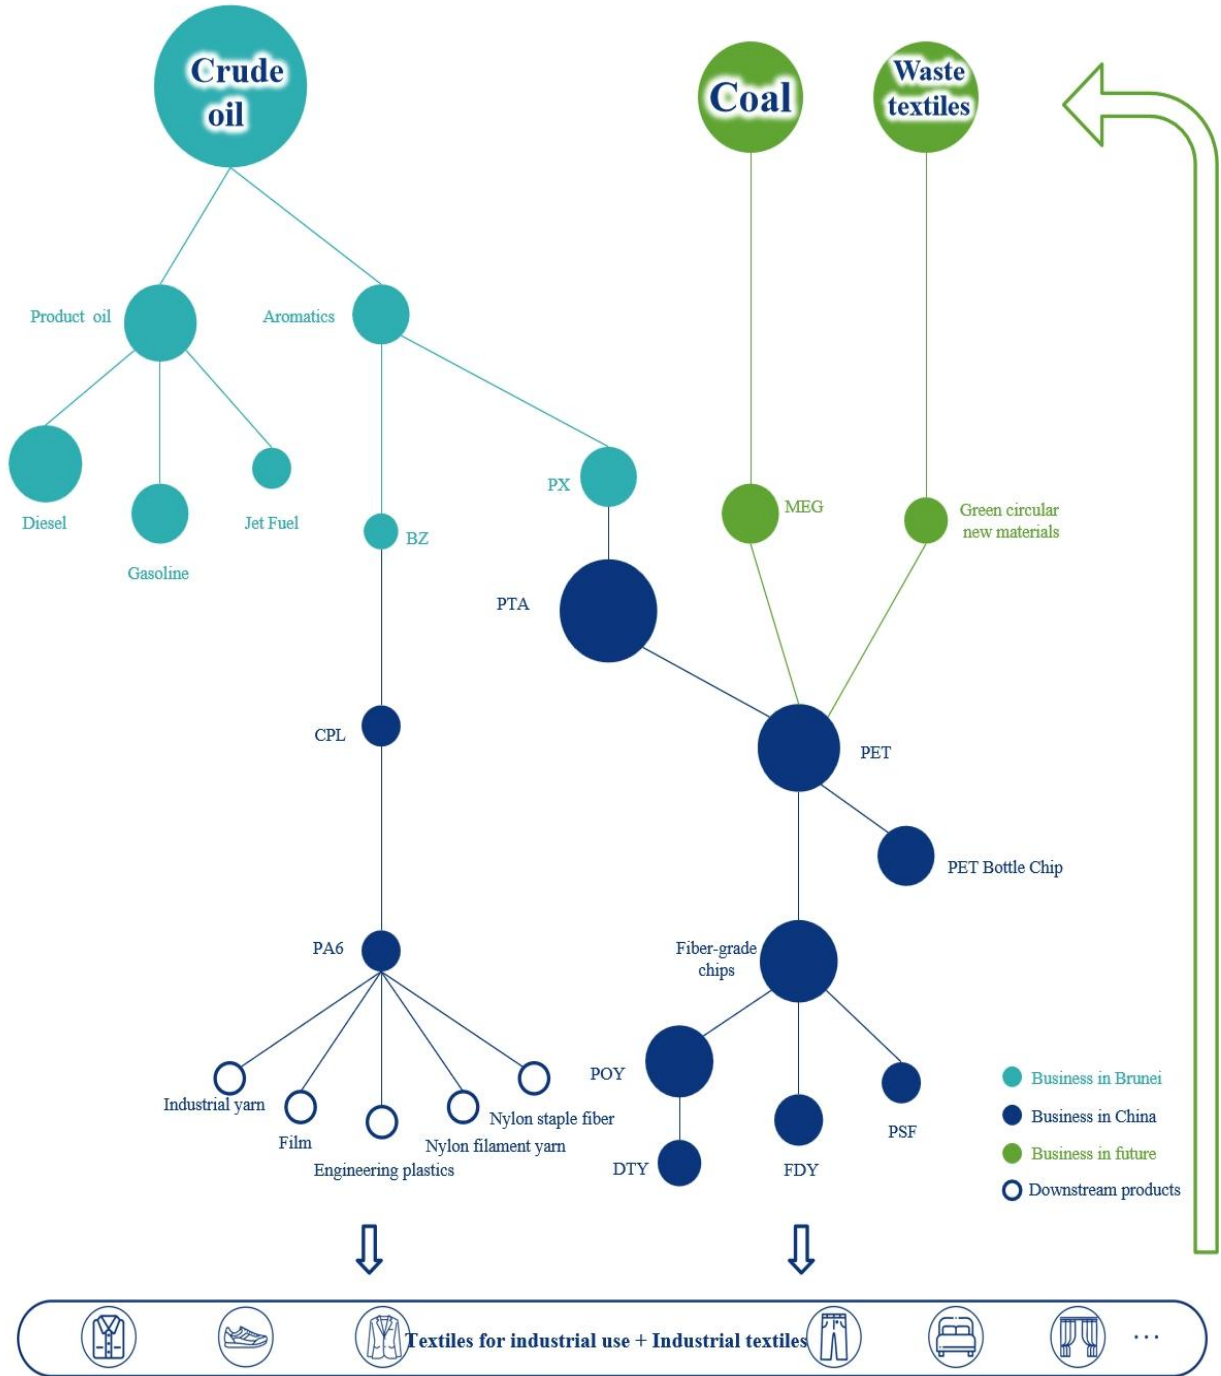 Crude
oil
Coal
Waste
textiles
Product oil
Aromatics
Diesel
Gasoline
Jet Fuel
BZ
PX
MEG
Green circular
new materials
PTA
CPL
PET
PET Bottle Chip
PA6
Fiber-grade
chips
Industrial yarn
Film
Engineering plastics
Nylon filament yarn
Nylon staple fiber
POY
DTY
FDY
PSF
Business in Brunei
Business in China
Business in future
Downstream products
Textiles for industrial use + Industrial textiles
...